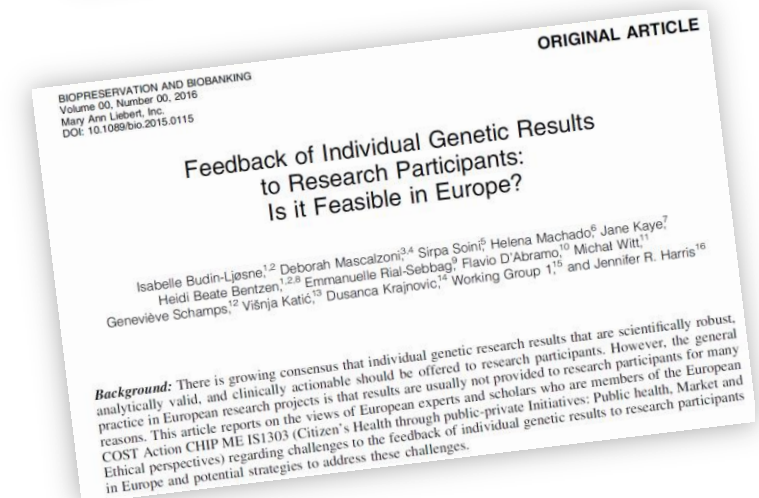 ORIGINAL ARTICLE
BIOPRESERVATION AND BIOBANKING
Volume 00, Number 00, 2016
Mary Ann Liebert, Inc.
DOI: 10.1089/bio.2015.0115
Feedback of Individual Genetic Results
to Research Participants:
Is it Feasible in Europe?
Isabelle Budin-Ljøsne,1,2 Deborah Mascalzoni,3,4 Sirpa Soini,5 Helena Machado,6 Jane Kaye,7
Heidi Beate Bentzen,1,2,8 Emmanuelle Rial-Sebbag,9 Flavio D'Abramo,10 Michał Witt,11
Geneviève Schamps,12 Višnja Katić,13 Dusanca Krajnovic,14 Working Group 1,15 and Jennifer R. Harris16
Background: There is growing consensus that individual genetic research results that are scientifically robust,
analytically valid, and clinically actionable should be offered to research participants. However, the general
practice in European research projects is that results are usually not provided to research participants for many
reasons. This article reports on the views of European experts and scholars who are members of the European
COST Action CHIP ME IS1303 (Citizen's Health through public-private Initiatives: Public health, Market and
Ethical perspectives) regarding challenges to the feedback of individual genetic results to research participants
in Europe and potential strategies to address these challenges.